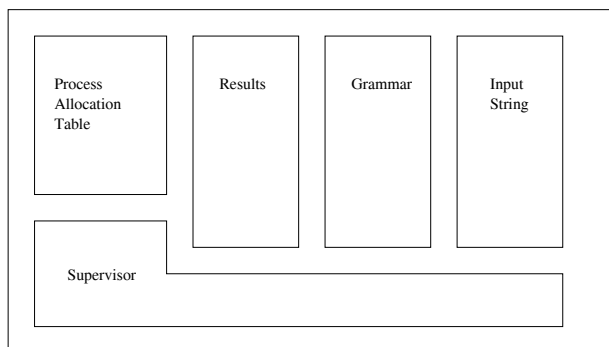 Process
Allocation
Table
Results
Grammar
Input
String
Supervisor